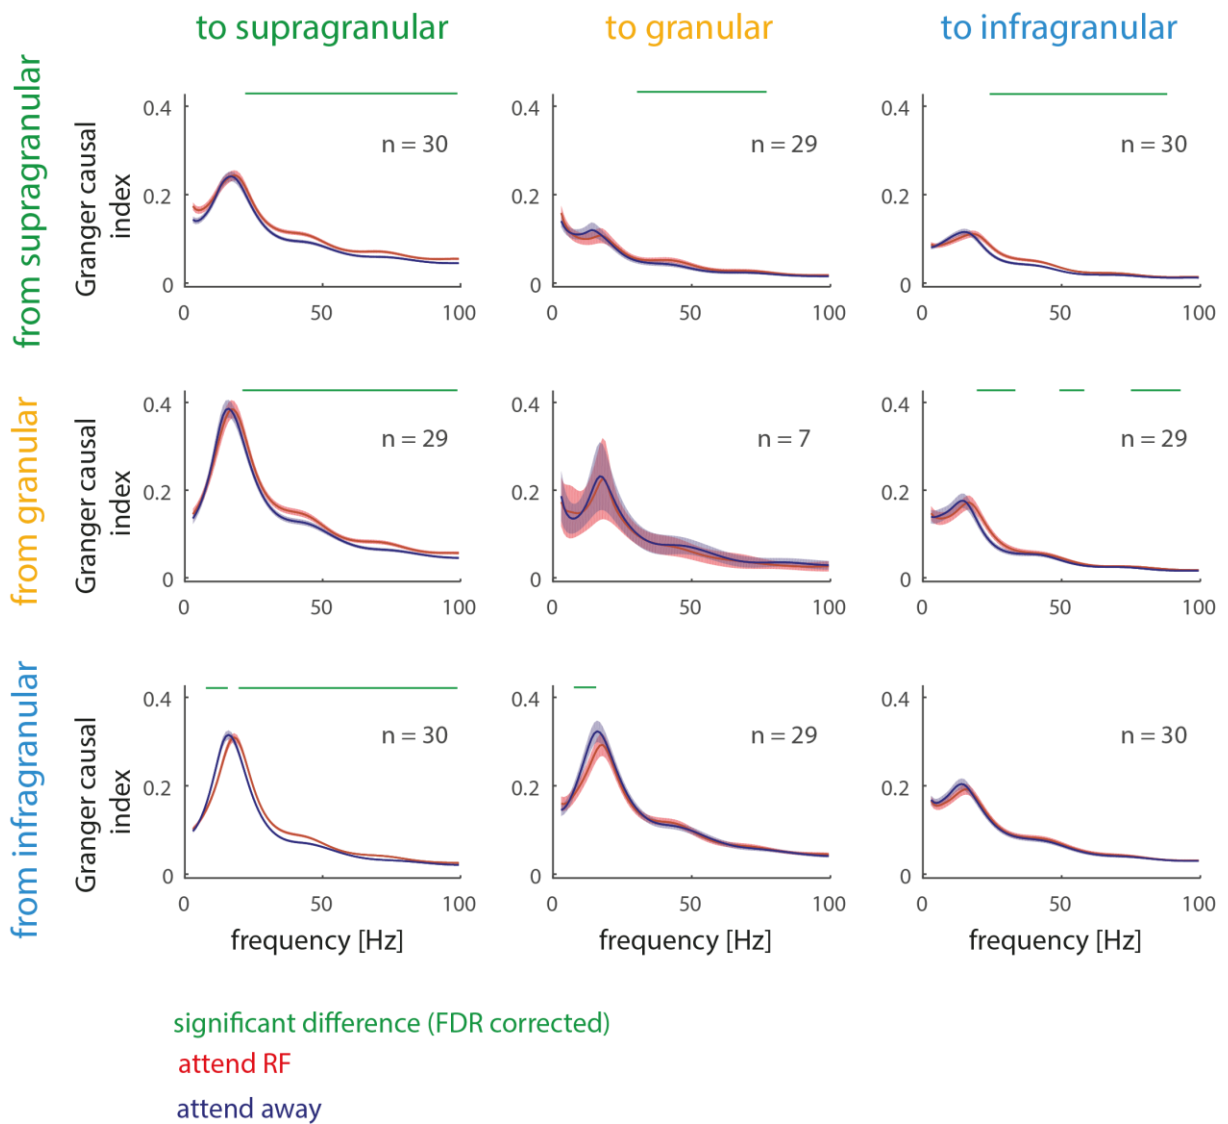 to supragranular
to granular
to infragranular
from supragranular
Granger causal
index
0.4
0.2
0
n = 30
0
50
100
0.4
0.2
0
n = 29
0
50
100
0.4
0.2
0
n = 30
0
50
100
from granular
Granger causal
index
0.4
0.2
0
n = 29
0
50
100
0.4
0.2
0
n = 7
0
50
100
0.4
0.2
0
n = 29
0
50
100
from infragranular
Granger causal
index
0.4
0.2
0
n = 30
0
50
100
frequency [Hz]
0.4
0.2
0
n = 29
0
50
100
frequency [Hz]
0.4
0.2
0
n = 30
0
50
100
frequency [Hz]
significant difference (FDR corrected)
attend RF
attend away